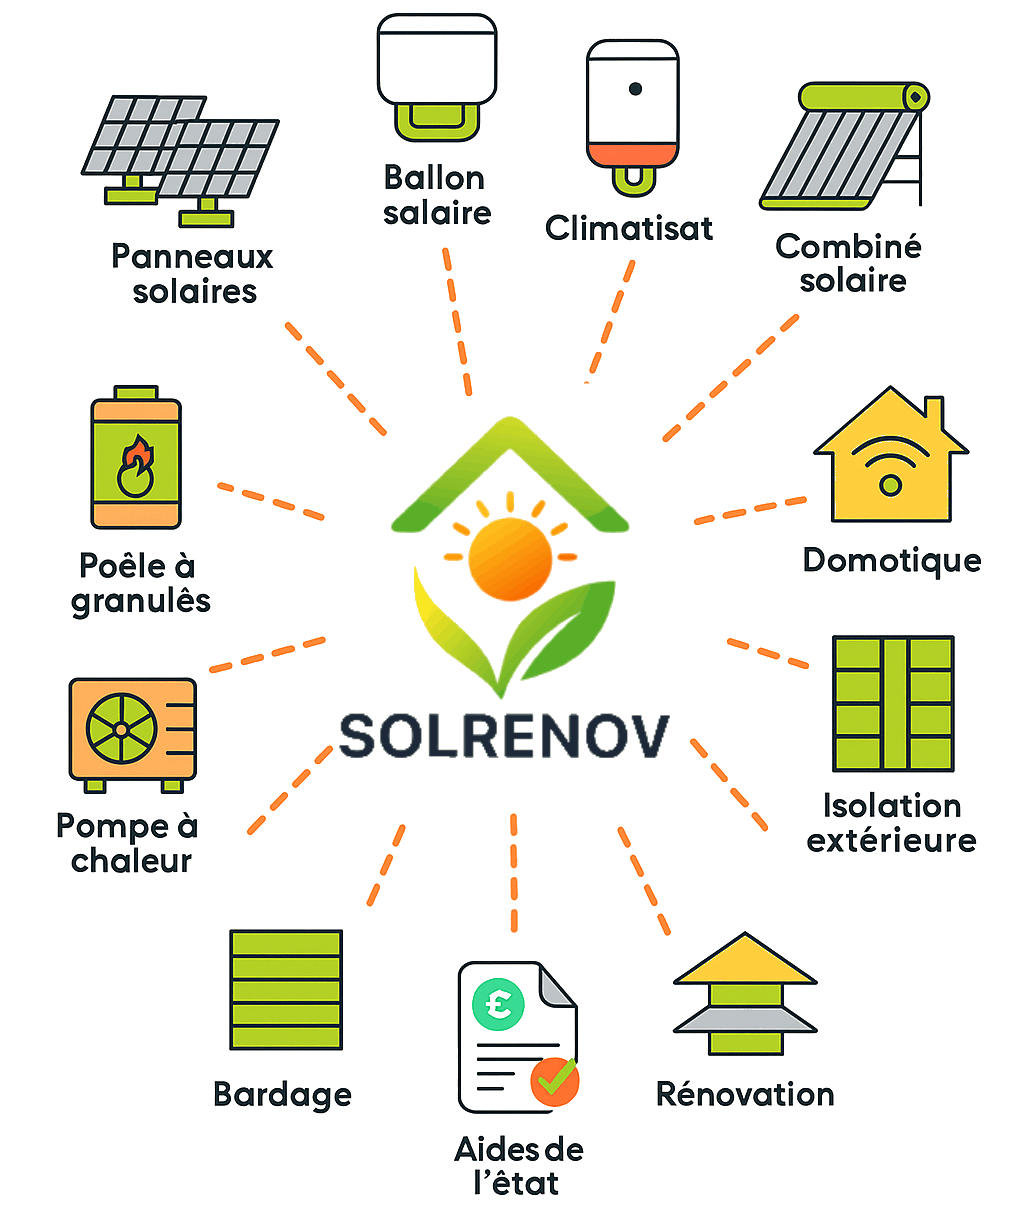 Ballon
salaire
Climatisat
Panneaux
solaires
Combiné
solaire
Poêle à
granulês
Domotique
SOLRENOV
Pompe à
chaleur
Isolation
extérieure
Bardage
Rénovation
Aides de
l'êtat